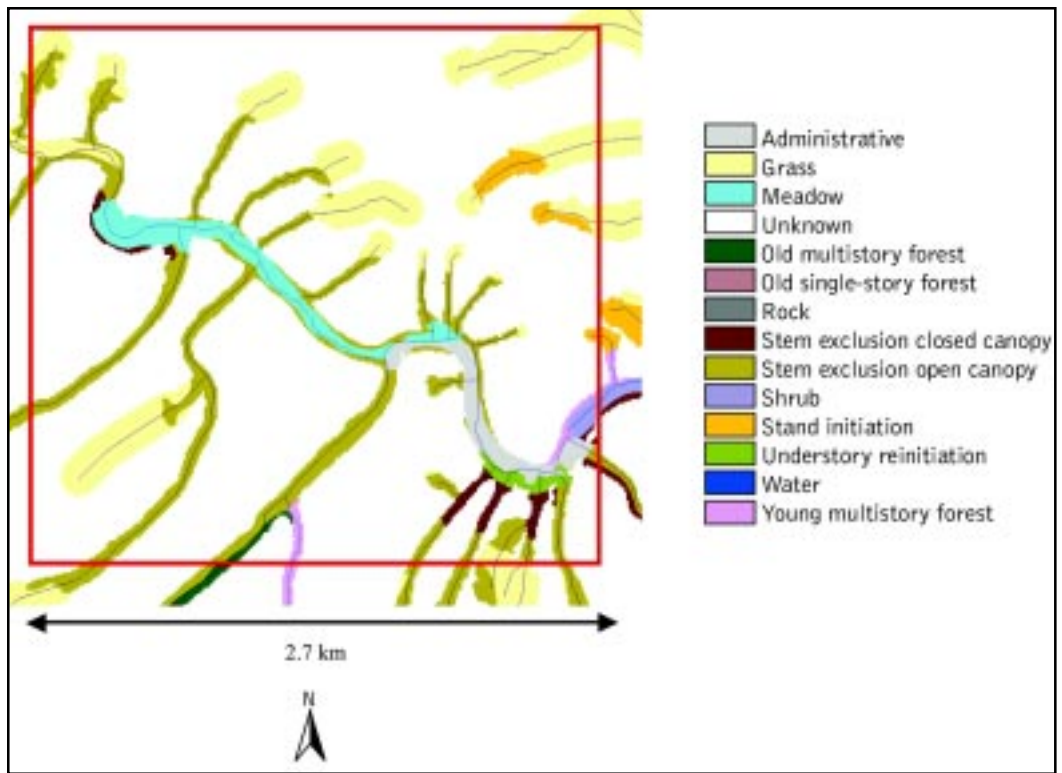 Administrative
Grass
Meadow
Unknown
Old multistory forest
Old single-story forest
Rock
Stem exclusion closed canopy
Stem exclusion open canopy
Shrub
Stand initiation
Understory reinitiation
Water
Young multistory forest
2.7 km
N